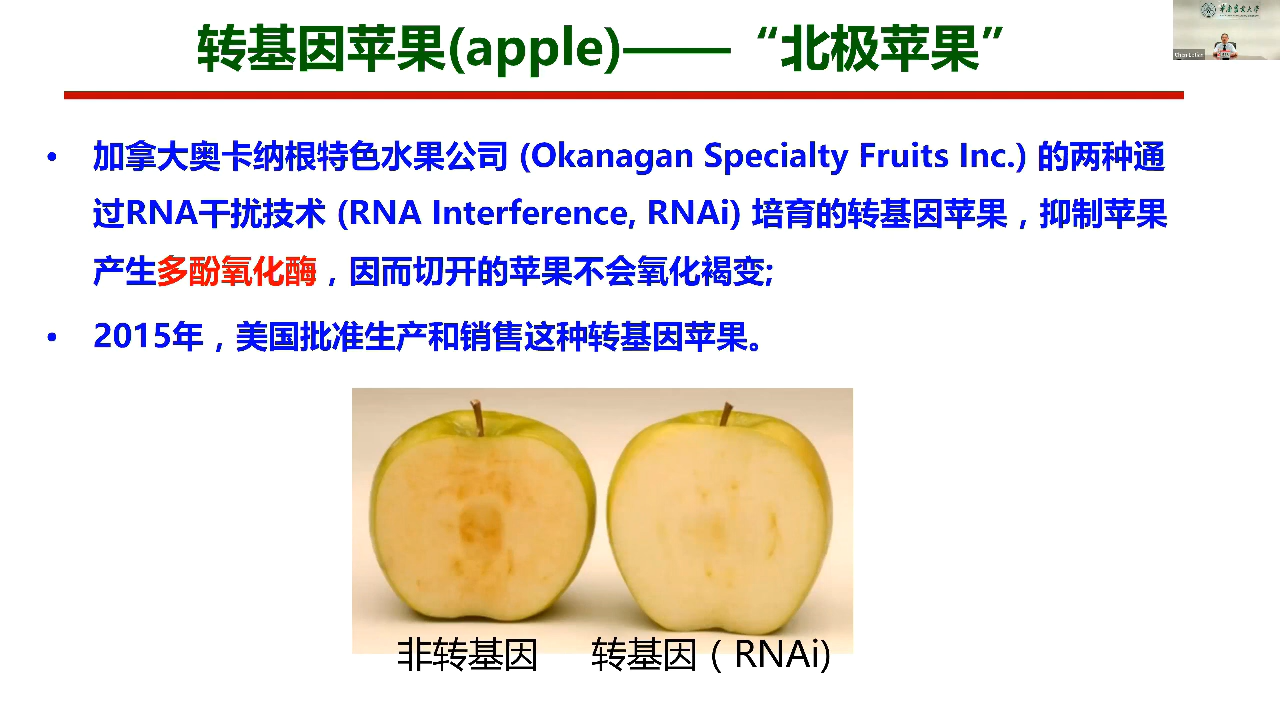 转基因苹果(apple)——“北极苹果”
• 加拿大奥卡纳根特色水果公司 (Okanagan Specialty Fruits Inc.) 的两种通
过RNA干扰技术 (RNA Interference, RNAi) 培育的转基因苹果，抑制苹果
产生多酚氧化酶，因而切开的苹果不会氧化褐变;
• 2015年，美国批准生产和销售这种转基因苹果。
非转基因 转基因（RNAi)